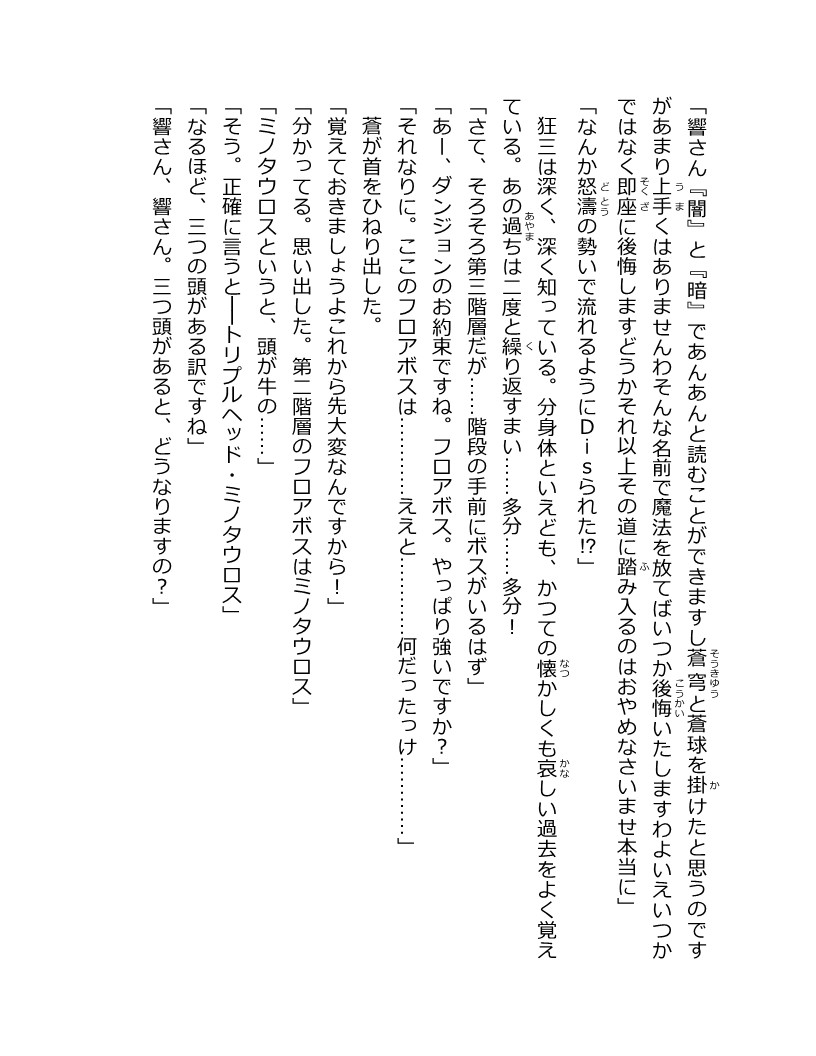 「響さん『闇』と『暗』であんあんと読むことができますし蒼穹と蒼球を掛けたと思うのです
があまり上手くはありませんわそんな名前で魔法を放てばいつか後悔いたしますわよいえいつか
ではなく即座に後悔しますどうかそれ以上その道に踏み入るのはおやめなさいませ本当に」
「なんか怒濤の勢いで流れるようにDisられた!?」
　狂三は深く、深く知っている。分身体といえども、かつての懐かしくも哀しい過去をよく覚え
ている。あの過ちは二度と繰り返すまい……多分……多分！
「さて、そろそろ第三階層だが……階段の手前にボスがいるはず」
「あー、ダンジョンのお約束ですね。フロアボス。やっぱり強いですか？」
「それなりに。ここのフロアボスは…………ええと…………何だったっけ…………」
　蒼が首をひねり出した。
「覚えておきましょうよこれから先大変なんですから！」
「分かってる。思い出した。第二階層のフロアボスはミノタウロス」
「ミノタウロスというと、頭が牛の……」
「そう。正確に言うと──トリプルヘッド・ミノタウロス」
「なるほど、三つの頭がある訳ですね」
「響さん、響さん。三つ頭があると、どうなりますの？」